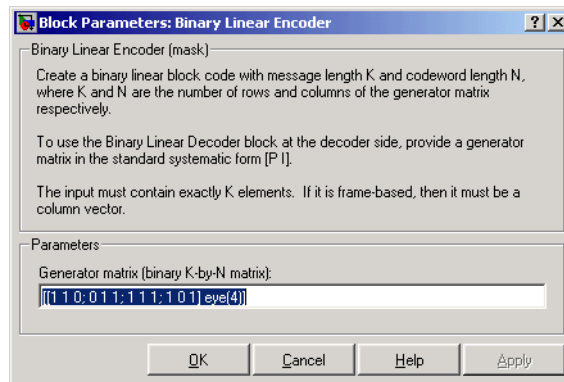 Block Parameters: Binary Linear Encoder
Binary Linear Encoder (mask)
Create a binary linear block code with message length K and codeword length N,
where K and N are the number of rows and columns of the generator matrix
respectively.
To use the Binary Linear Decoder block at the decoder side, provide a generator
matrix in the standard systematic form [P I].
The input must contain exactly K elements. If it is frame-based, then it must be a
column vector.
Parameters
Generator matrix (binary K-by-N matrix):
[[1 1 0; 0 1 1; 1 1 1; 1 0 1] eye(4)]
OK Cancel Help Apply